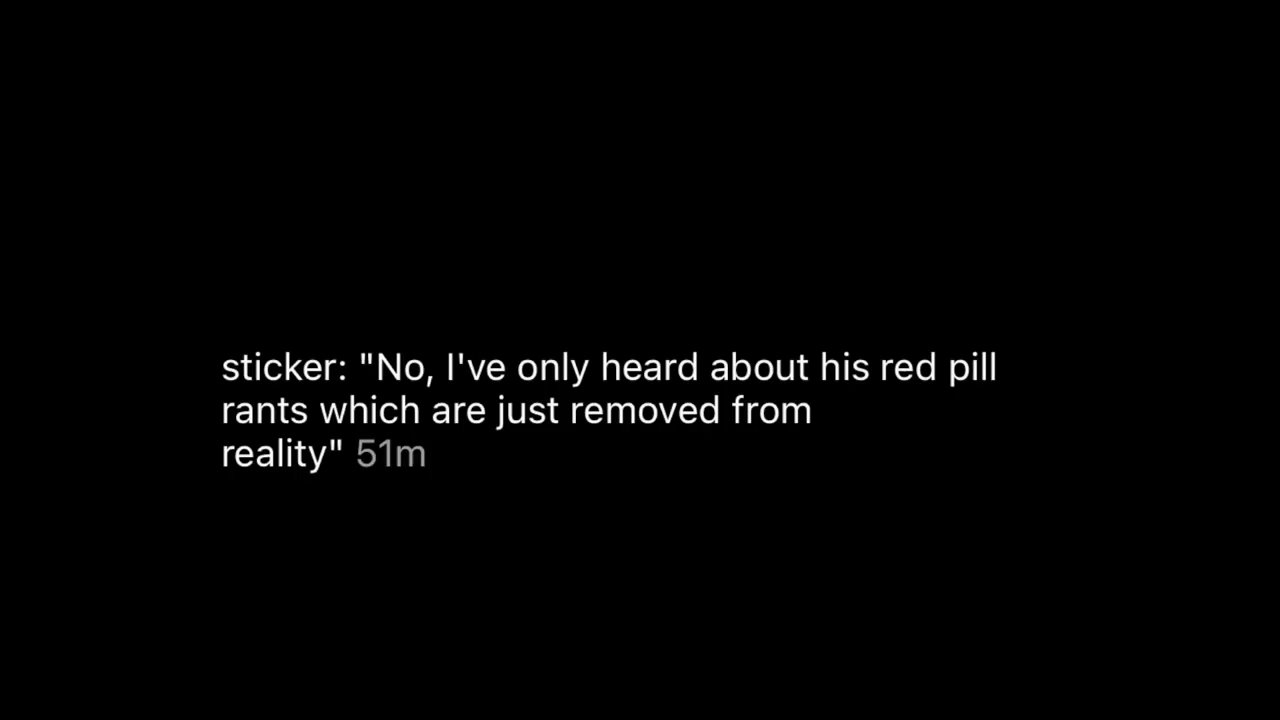 sticker: "No, I've only heard about his red pill
rants which are just removed from
reality" 51m